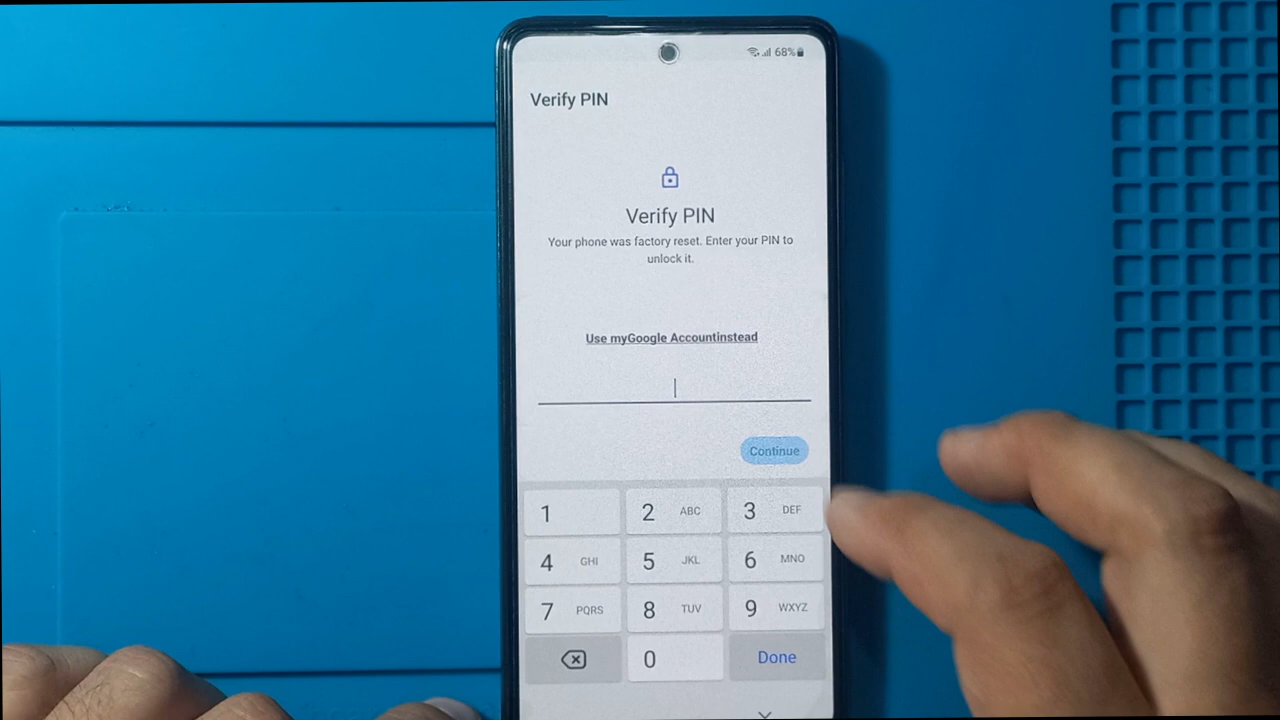 68%
Verify PIN
Verify PIN
Your phone was factory reset. Enter your PIN to
unlock it.
Use myGoogle Accountinstead
Continue
1
2 ABC
3 DEF
4 GHI
5 JKL
6 MNO
7 PQRS
8 TUV
9 WXYZ
0
Done